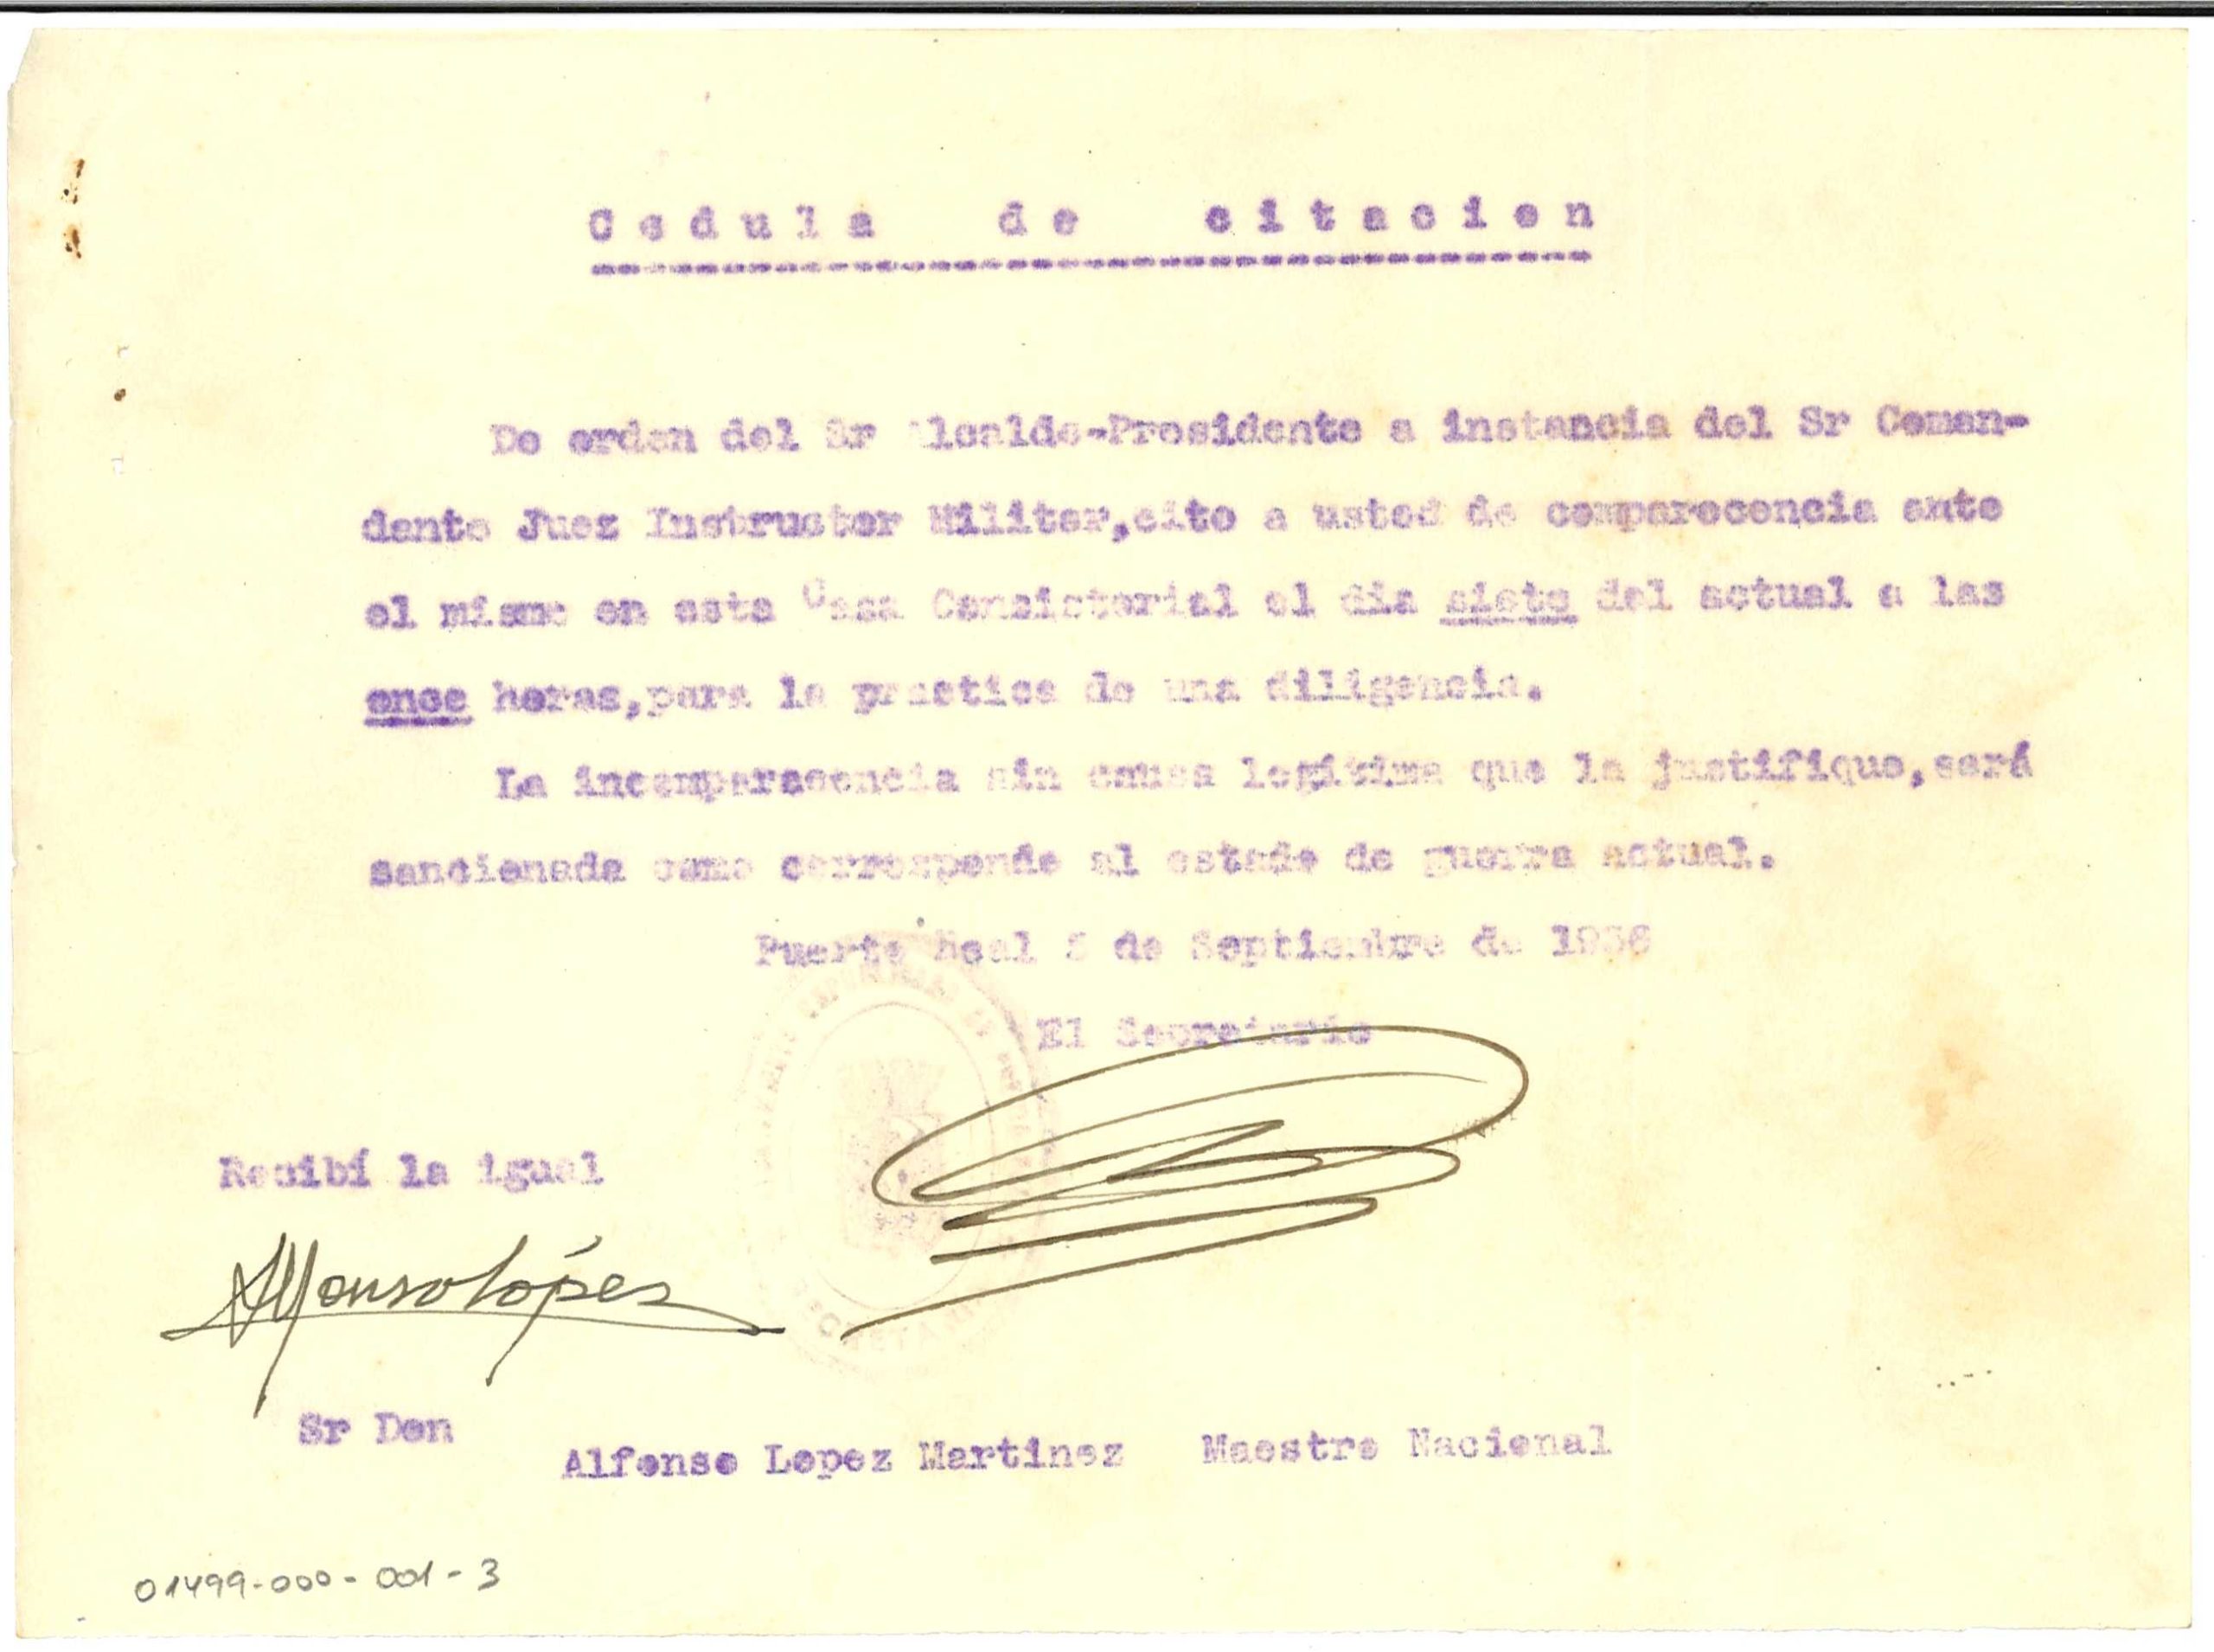 Cedula de citacion
De orden del Sr Alcalde-Presidente a instancia del Sr Coman-
dante Juez Instructor Militar,cito a usted de comparecencia ante
el mismo en esta Casa Consistorial el dia siete del actual a las
once horas,para la practica de una diligencia.
La incomparecencia sin causa legítima que la justifique,será
sancionada como corresponde al estado de guerra actual.
Puerto Real 5 de Septiembre de 1936
El Secretario
Recibí la igual
Alfonso López
Sr Don
Alfonso Lopez Martinez Maestro Nacional
01499-000-001-3